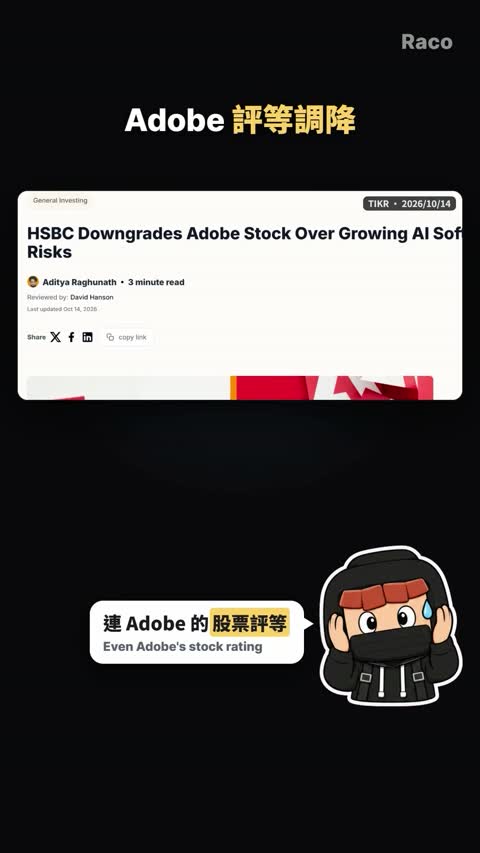 Raco
Adobe 評等調降
General Investing
TIKR • 2026/10/14
HSBC Downgrades Adobe Stock Over Growing AI Sof
Risks
Aditya Raghunath • 3 minute read
Reviewed by: David Hanson
Last updated Oct 14, 2026
Share
copy link
連 Adobe 的 股票評等
Even Adobe's stock rating